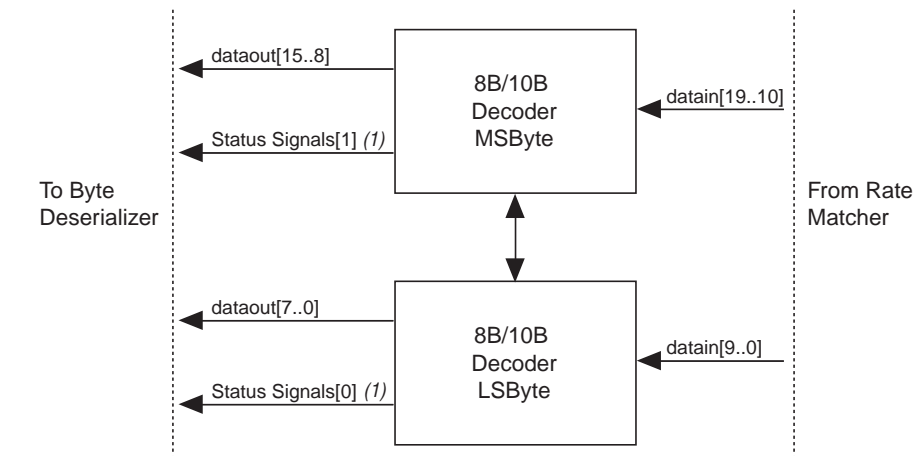 dataout[15..8]
8B/10B
Decoder
MSByte
datain[19..10]
Status Signals[1] (1)
To Byte
Deserializer
From Rate
Matcher
dataout[7..0]
8B/10B
Decoder
LSByte
datain[9..0]
Status Signals[0] (1)